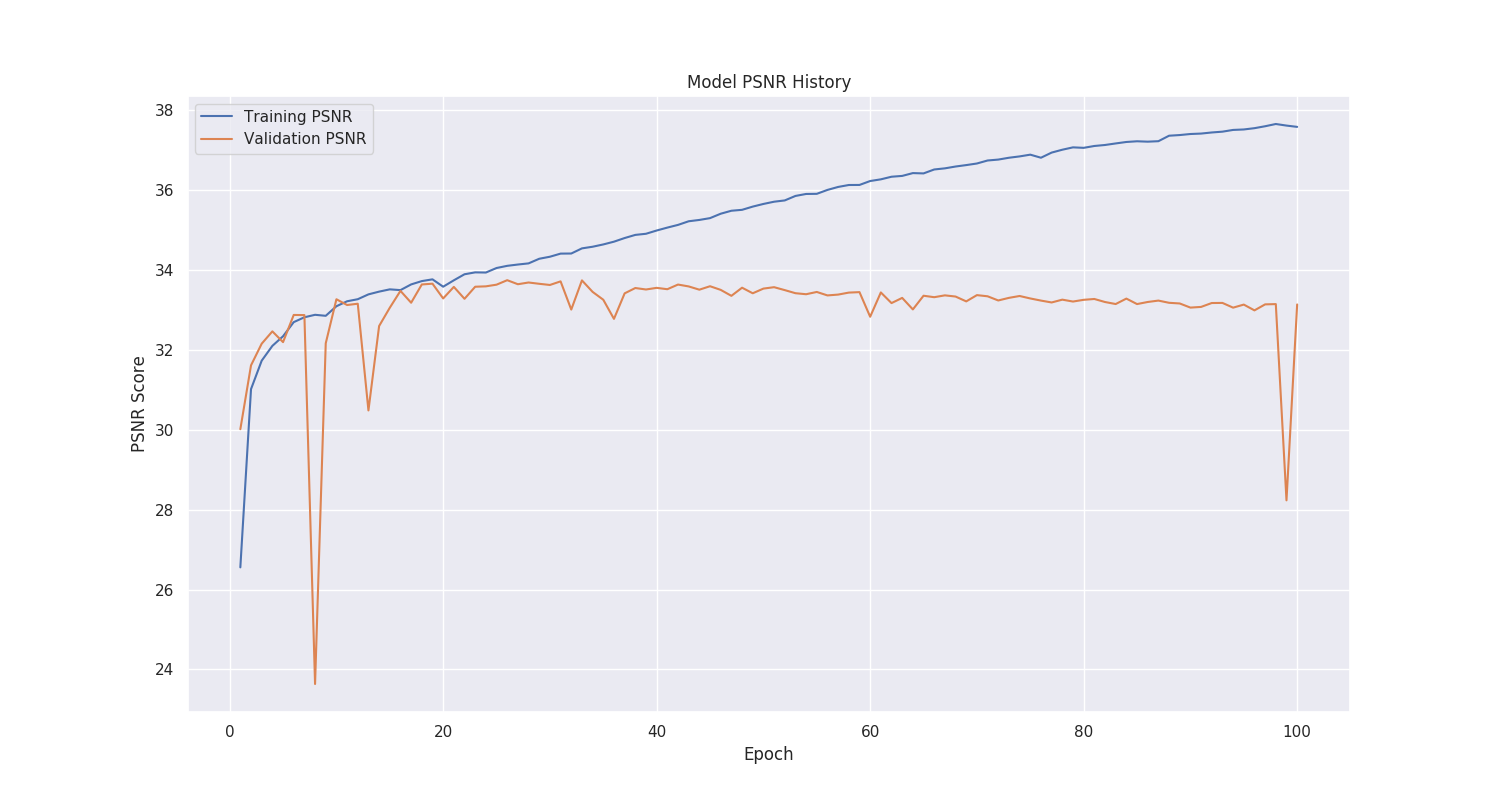 Model PSNR History
Training PSNR
Validation PSNR
38
36
34
32
30
28
26
24
PSNR Score
0 20 40 60 80 100
Epoch